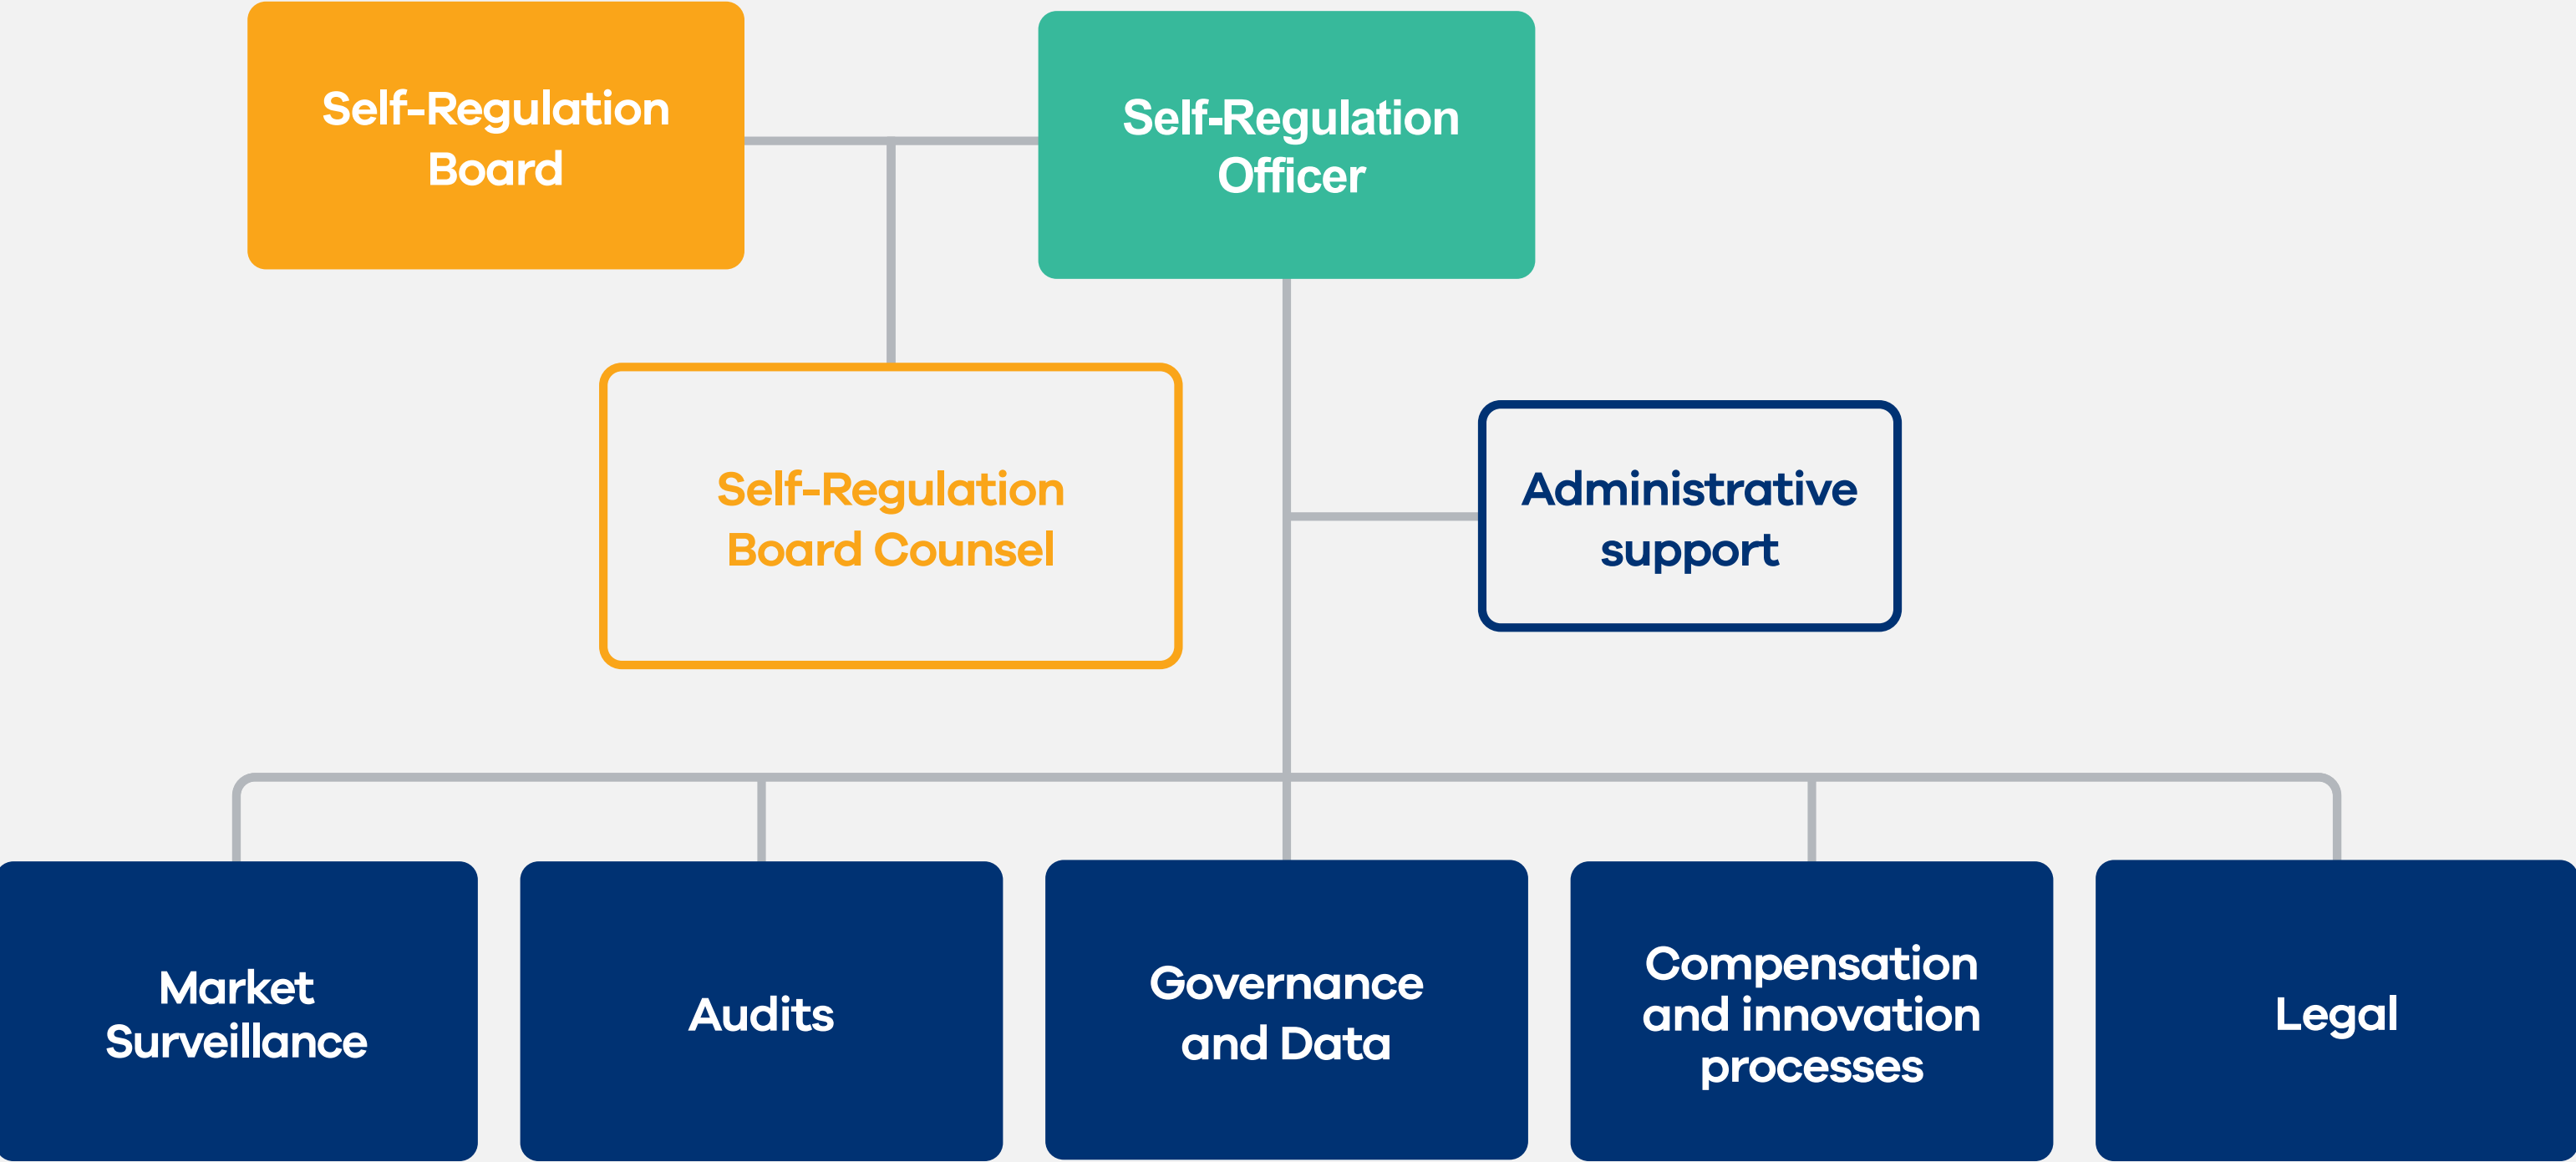 Self-Regulation
Board
Self-Regulation
Officer
Self-Regulation
Board Counsel
Administrative
support
Market
Surveillance
Audits
Governance
and Data
Compensation
and innovation
processes
Legal